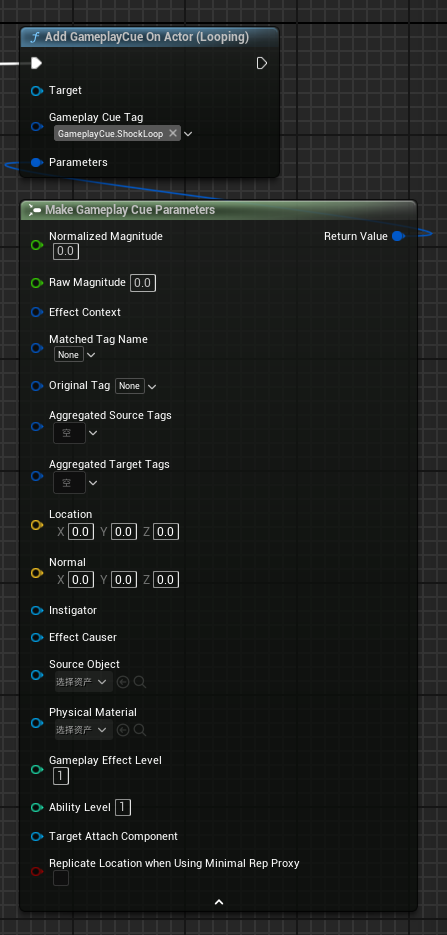 Add GameplayCue On Actor (Looping)
Target
Gameplay Cue Tag
GameplayCue.ShockLoop
Parameters
Make Gameplay Cue Parameters
Normalized Magnitude
Return Value
0.0
Raw Magnitude 0.0
Effect Context
Matched Tag Name
None
Original Tag None
Aggregated Source Tags
空
Aggregated Target Tags
空
Location
X 0.0 Y 0.0 Z 0.0
Normal
X 0.0 Y 0.0 Z 0.0
Instigator
Effect Causer
Source Object
选择资产
Physical Material
选择资产
Gameplay Effect Level
1
Ability Level 1
Target Attach Component
Replicate Location when Using Minimal Rep Proxy